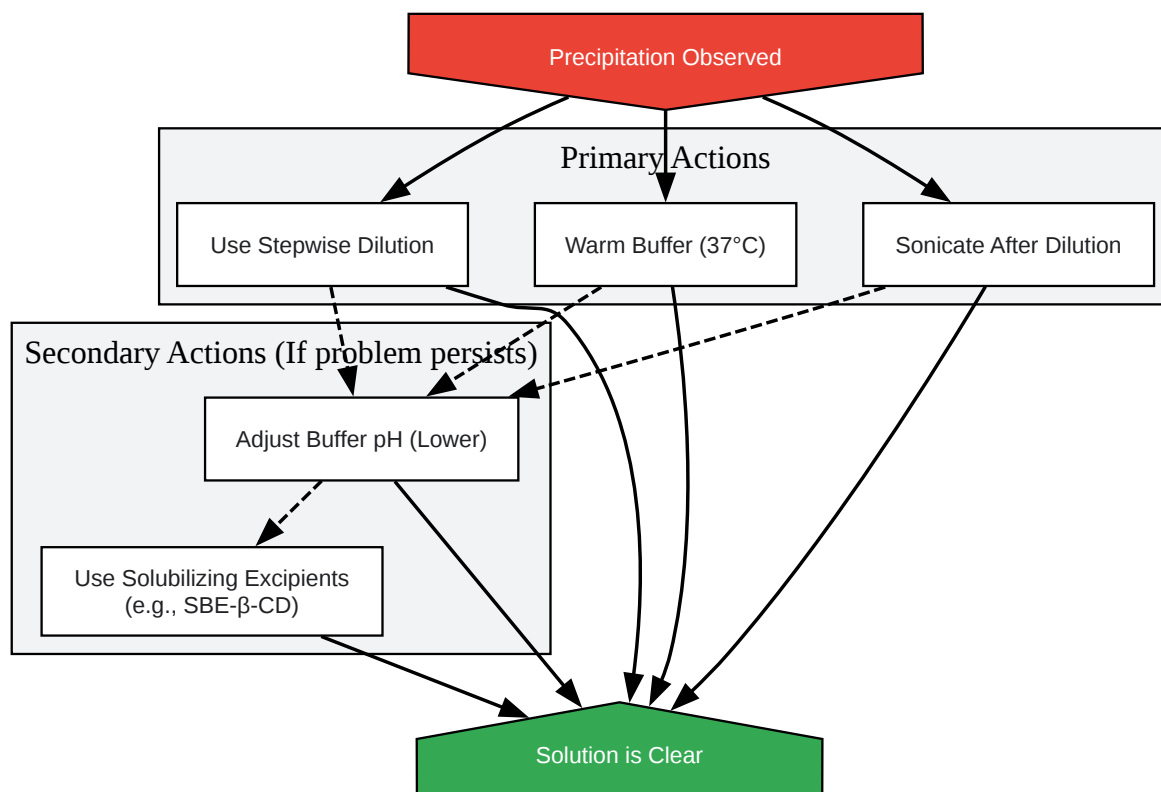 Precipitation Observed
Primary Actions
Use Stepwise Dilution
Warm Buffer (37°C)
Sonicate After Dilution
Secondary Actions (If problem persists)
Adjust Buffer pH (Lower)
Use Solubilizing Excipients
(e.g., SBE-β-CD)
Solution is Clear